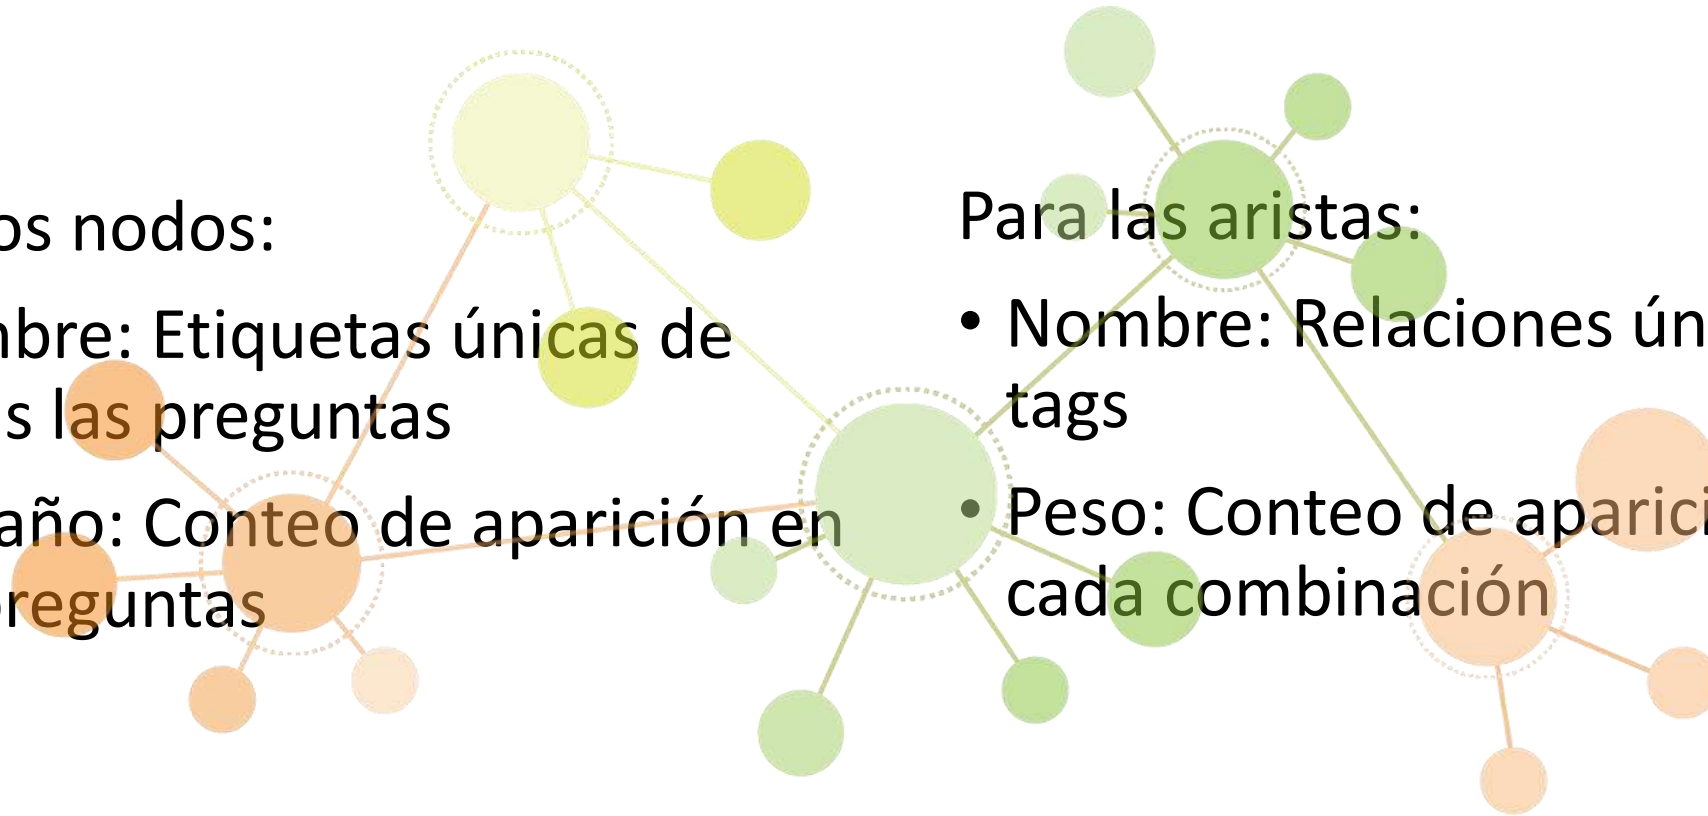 os nodos:
mbre: Etiquetas únicas de
s las preguntas
año: Conteo de aparición en
preguntas
Para las aristas:
• Nombre: Relaciones ún
tags
• Peso: Conteo de aparici
cada combinación